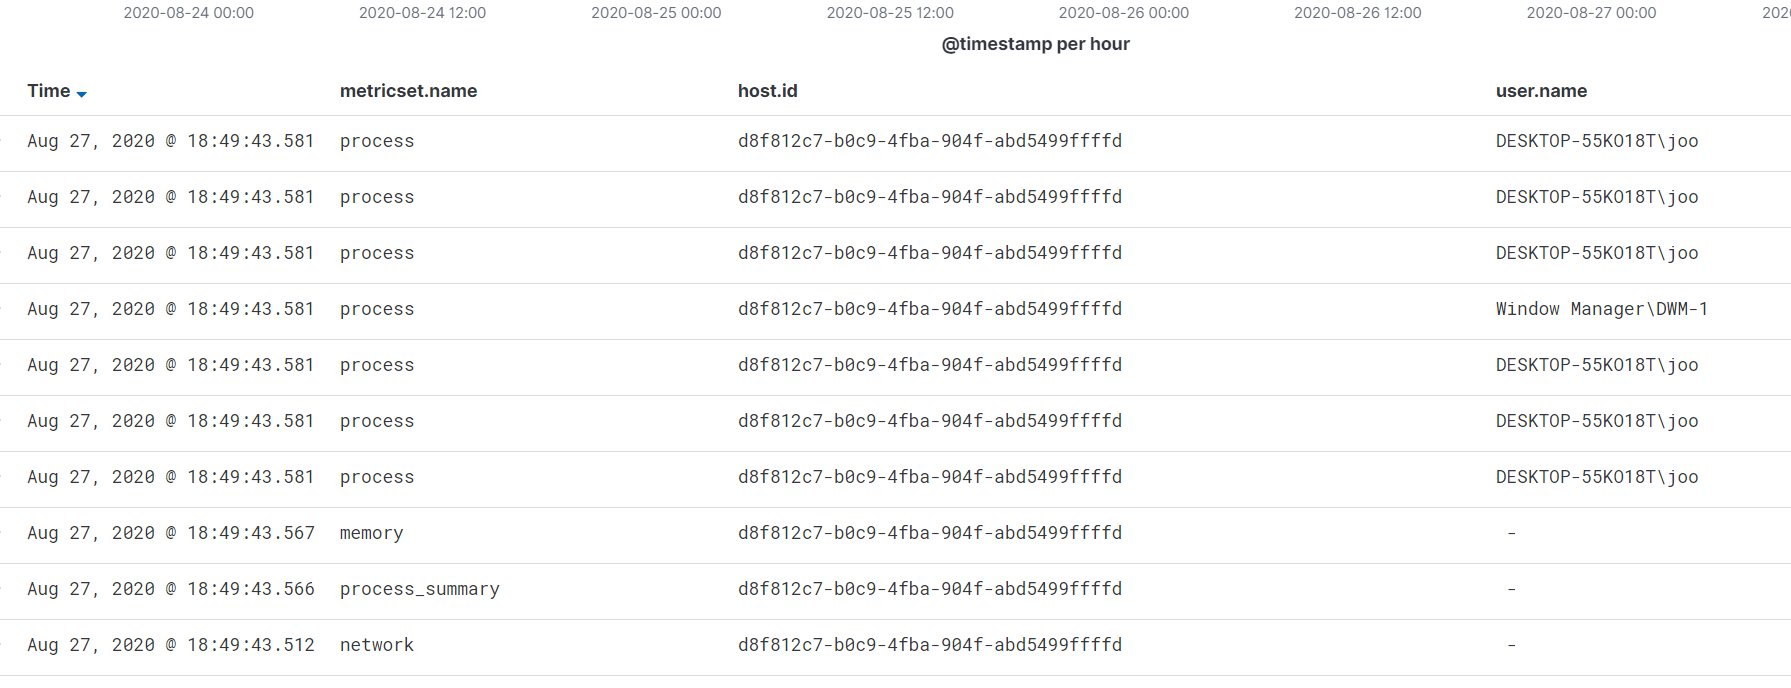 2020-08-24 00:00 2020-08-24 12:00 2020-08-25 00:00 2020-08-25 12:00 2020-08-26 00:00 2020-08-26 12:00 2020-08-27 00:00 202
@timestamp per hour
Time metricset.name host.id user.name
Aug 27, 2020 @ 18:49:43.581 process d8f812c7-b0c9-4fba-904f-abd5499ffffd DESKTOP-55KO18T\joo
Aug 27, 2020 @ 18:49:43.581 process d8f812c7-b0c9-4fba-904f-abd5499ffffd DESKTOP-55KO18T\joo
Aug 27, 2020 @ 18:49:43.581 process d8f812c7-b0c9-4fba-904f-abd5499ffffd DESKTOP-55KO18T\joo
Aug 27, 2020 @ 18:49:43.581 process d8f812c7-b0c9-4fba-904f-abd5499ffffd Window Manager\DWM-1
Aug 27, 2020 @ 18:49:43.581 process d8f812c7-b0c9-4fba-904f-abd5499ffffd DESKTOP-55KO18T\joo
Aug 27, 2020 @ 18:49:43.581 process d8f812c7-b0c9-4fba-904f-abd5499ffffd DESKTOP-55KO18T\joo
Aug 27, 2020 @ 18:49:43.581 process d8f812c7-b0c9-4fba-904f-abd5499ffffd DESKTOP-55KO18T\joo
Aug 27, 2020 @ 18:49:43.567 memory d8f812c7-b0c9-4fba-904f-abd5499ffffd -
Aug 27, 2020 @ 18:49:43.566 process_summary d8f812c7-b0c9-4fba-904f-abd5499ffffd -
Aug 27, 2020 @ 18:49:43.512 network d8f812c7-b0c9-4fba-904f-abd5499ffffd -